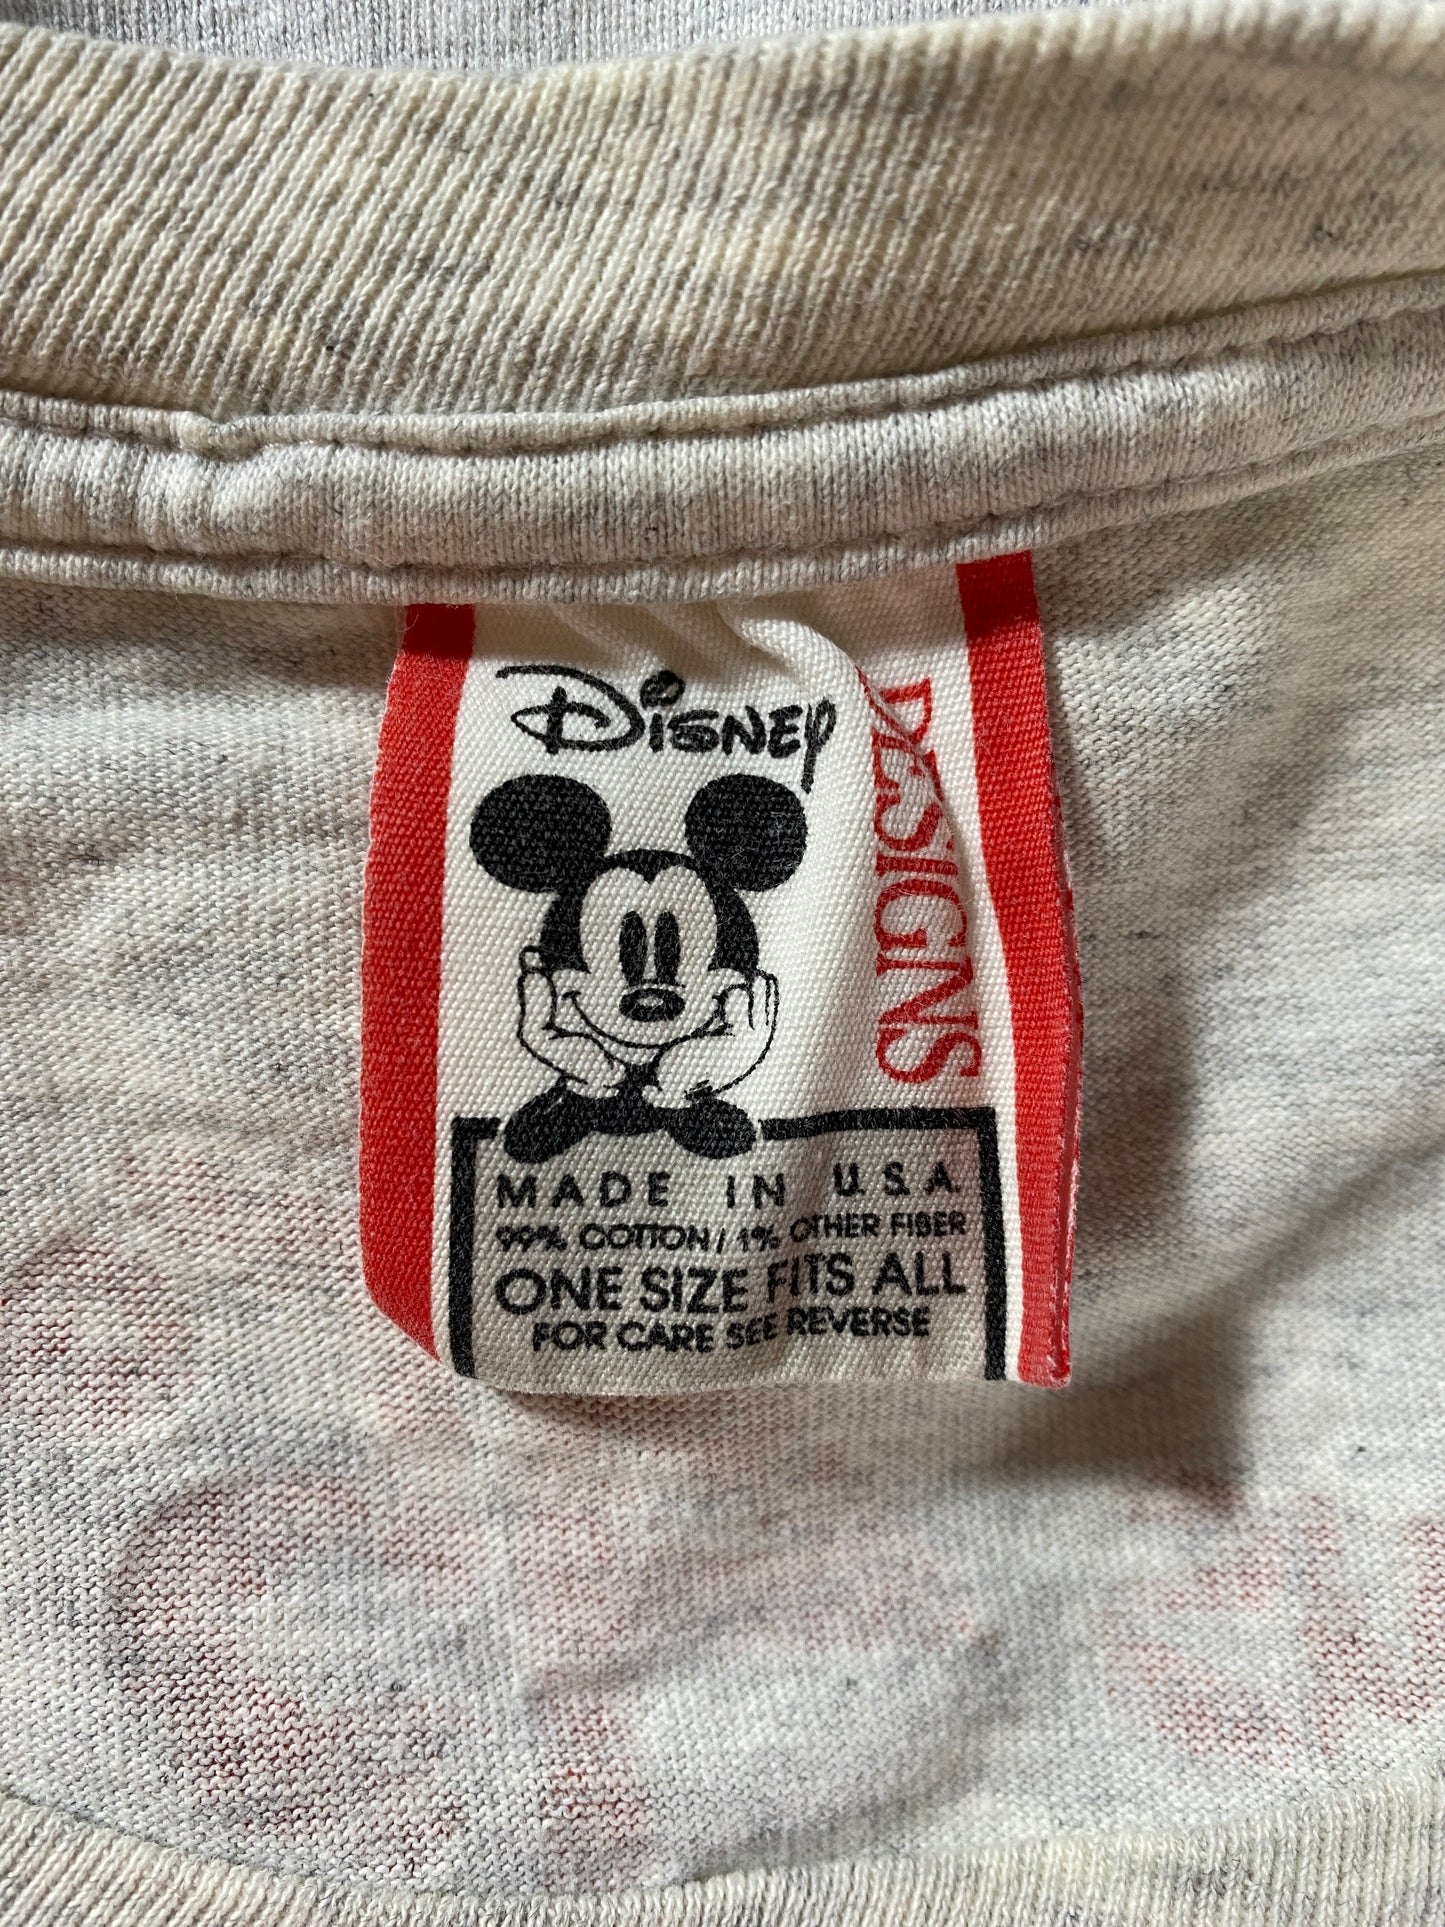 Disney
DESIGNS
MADE IN U.S.A.
99% COTTON / 1% OTHER FIBER
ONE SIZE FITS ALL
FOR CARE SEE REVERSE